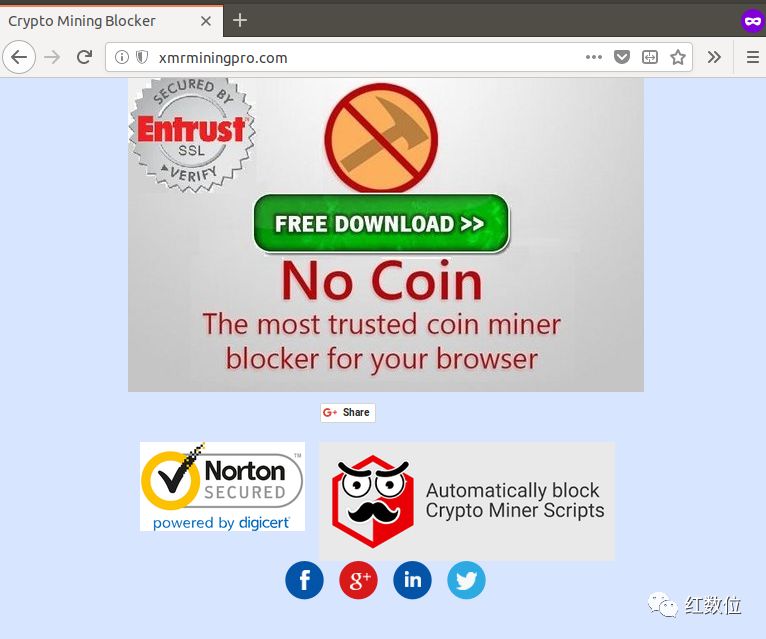 Crypto Mining Blocker
xmrminingpro.com
SECURED BY
Entrust
SSL
VERIFY
FREE DOWNLOAD >>
No Coin
The most trusted coin miner
blocker for your browser
G+ Share
Norton
TM
SECURED
powered by digicert
Automatically block
Crypto Miner Scripts
f
g+
in
红数位